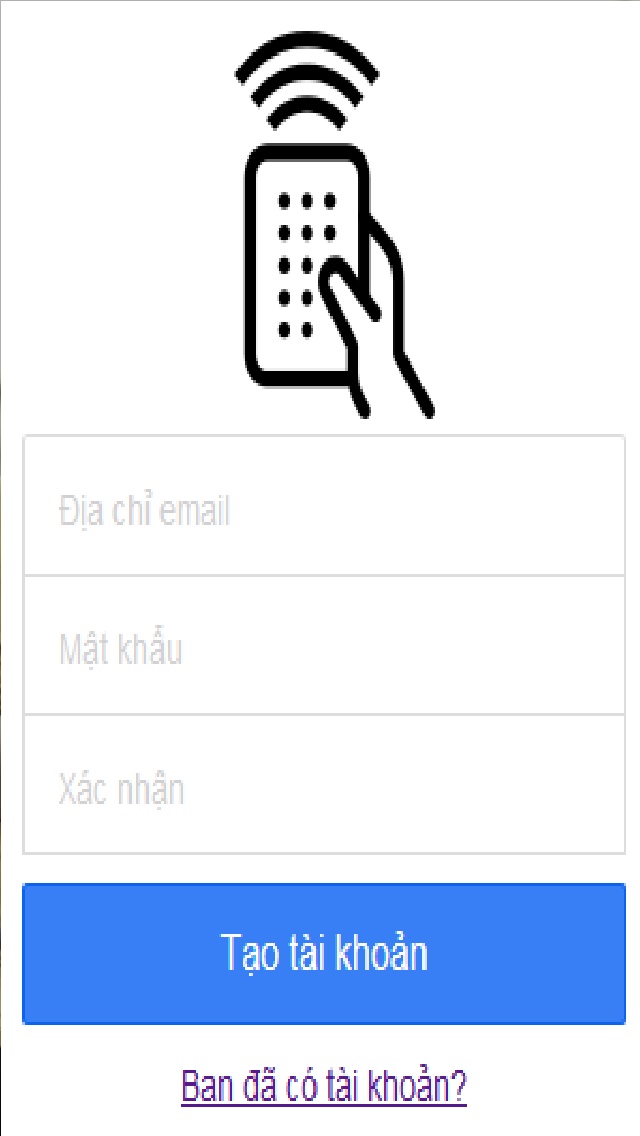 Địa chỉ email
Mật khẩu
Xác nhận
Tạo tài khoản
Ban đã có tài khoản?